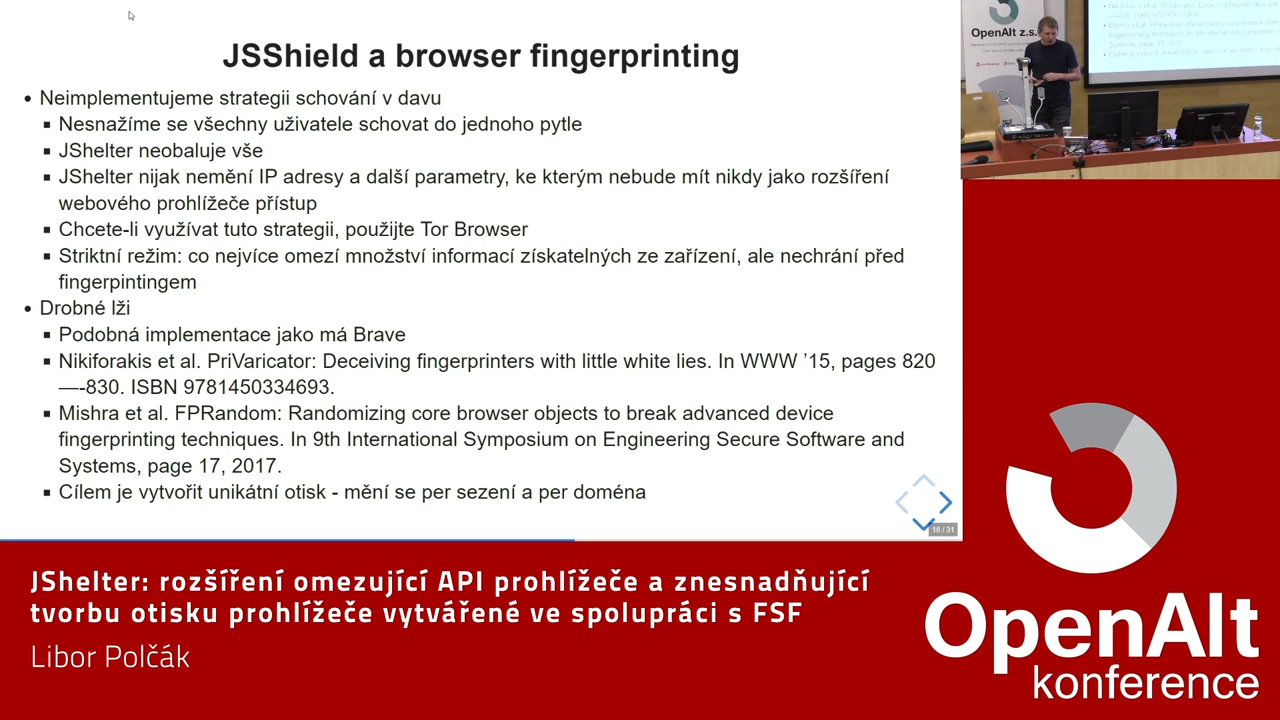 JSShield a browser fingerprinting
• Neimplementujeme strategii schování v davu
▪ Nesnažíme se všechny uživatele schovat do jednoho pytle
▪ JShelter neobaluje vše
▪ JShelter nijak nemění IP adresy a další parametry, ke kterým nebude mít nikdy jako rozšíření
webového prohlížeče přístup
▪ Chcete-li využívat tuto strategii, použijte Tor Browser
▪ Striktní režim: co nejvíce omezí množství informací získatelných ze zařízení, ale nechrání před
fingerpintingem
• Drobné lži
▪ Podobná implementace jako má Brave
▪ Nikiforakis et al. PriVaricator: Deceiving fingerprinters with little white lies. In WWW ’15, pages 820
—-830. ISBN 9781450334693.
▪ Mishra et al. FPRandom: Randomizing core browser objects to break advanced device
fingerprinting techniques. In 9th International Symposium on Engineering Secure Software and
Systems, page 17, 2017.
▪ Cílem je vytvořit unikátní otisk - mění se per sezení a per doména
18 / 31
OpenAlt z.s.
JShelter: rozšíření omezující API prohlížeče a znesnadňující
tvorbu otisku prohlížeče vytvářené ve spolupráci s FSF
Libor Polčák
OpenAlt
konference